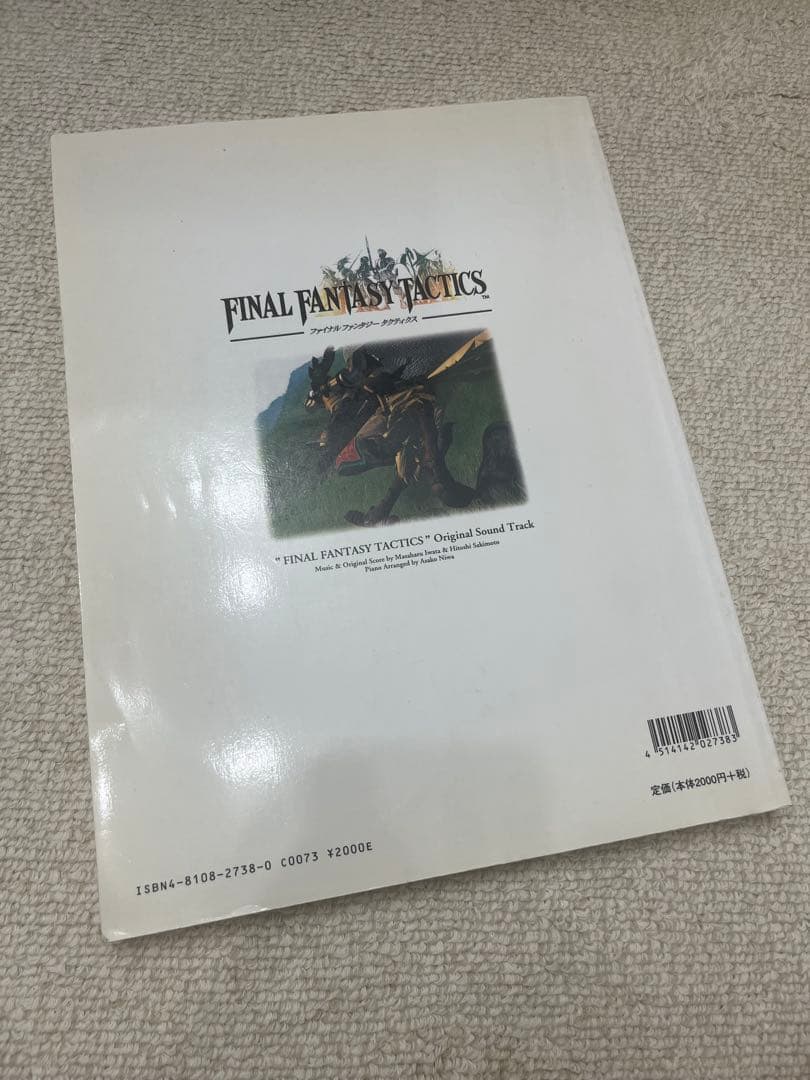 FINAL FANTASY TACTICS™
ファイナルファンタジー タクティクス
" FINAL FANTASY TACTICS " Original Sound Track
Music & Original Score by Masaharu Iwata & Hitoshi Sakimoto
Piano Arranged by Asako Niwa
4 514142 027383
定価(本体2000円+税)
ISBN4-8108-2738-0 C0073 ¥2000E